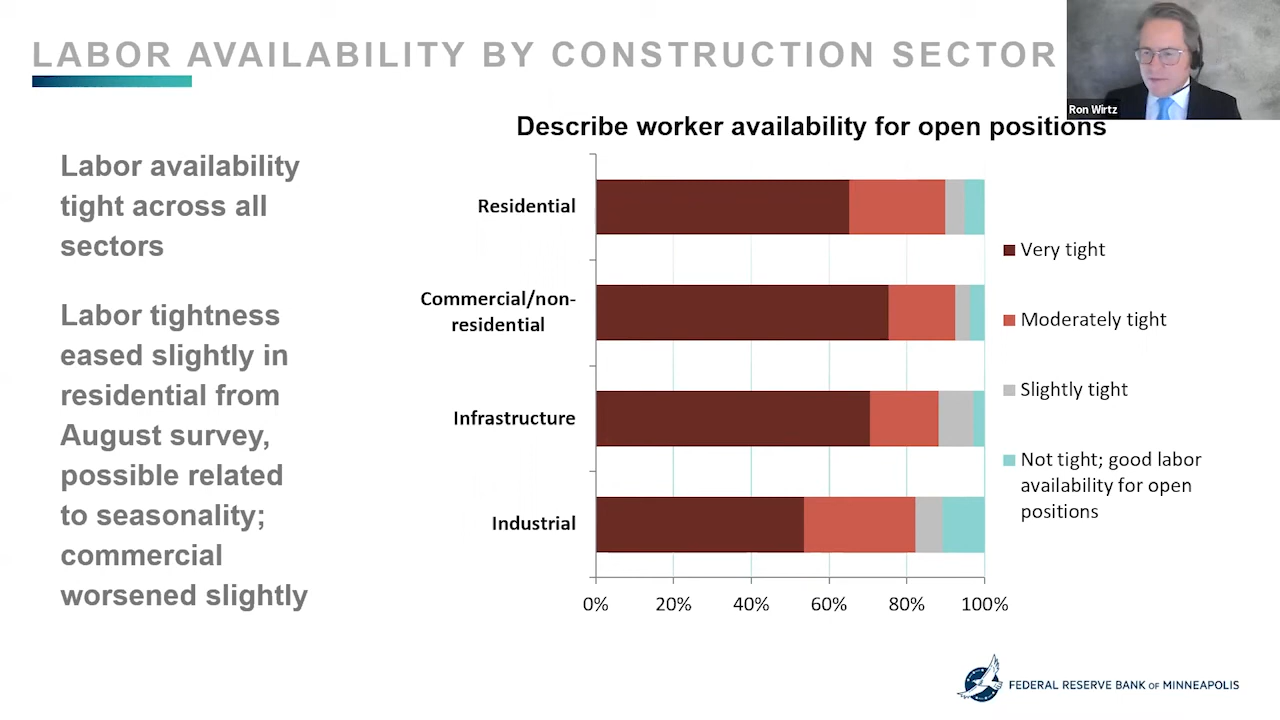 LABOR AVAILABILITY BY CONSTRUCTION SECTOR
Ron Wirtz
Labor availability
tight across all
sectors
Labor tightness
eased slightly in
residential from
August survey,
possible related
to seasonality;
commercial
worsened slightly
Describe worker availability for open positions
Residential
Commercial/non-
residential
Infrastructure
Industrial
0% 20% 40% 60% 80% 100%
Very tight
Moderately tight
Slightly tight
Not tight; good labor
availability for open
positions
FEDERAL RESERVE BANK OF MINNEAPOLIS